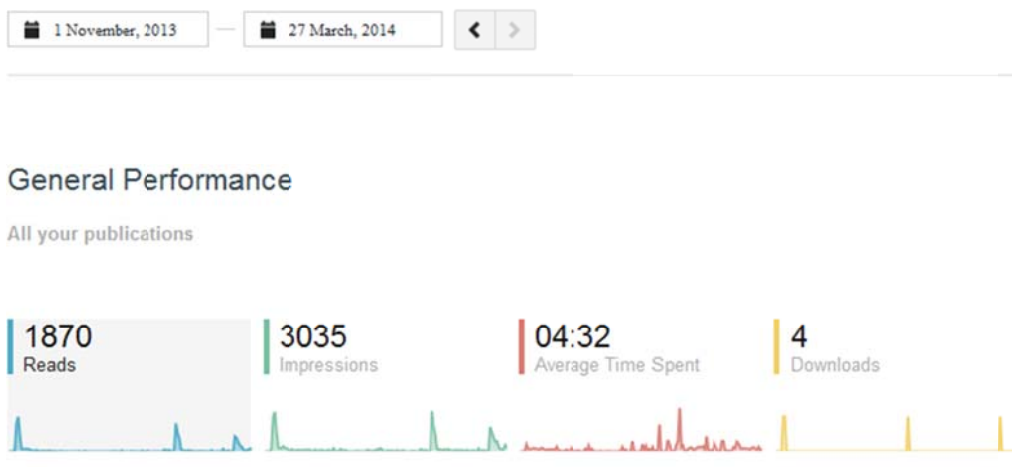 1 November, 2013 — 27 March, 2014
General Performance
All your publications
1870 3035 04:32 4
Reads Impressions Average Time Spent Downloads